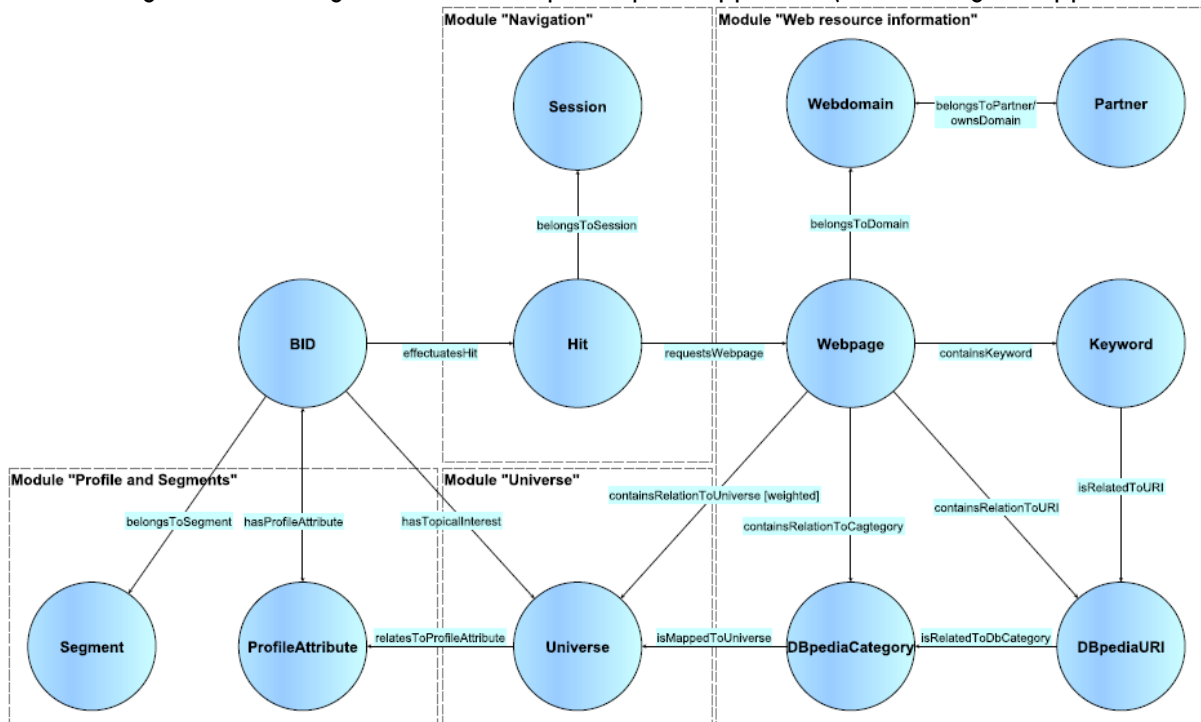 Module "Navigation"
Module "Web resource information"
Session
Webdomain
belongsToPartner/
ownsDomain
Partner
belongsToSession
belongsToDomain
BID
effectuatesHit
Hit
requestsWebpage
Webpage
containsKeyword
Keyword
Module "Profile and Segments"
Module "Universe"
containsRelationToUniverse [weighted]
isRelatedToURI
belongsToSegment
hasProfileAttribute
hasTopicalInterest
containsRelationToCagtegory
containsRelationToURI
Segment
ProfileAttribute
relatesToProfileAttribute
Universe
isMappedToUniverse
DBpediaCategory
isRelatedToDbCategory
DBpediaURI